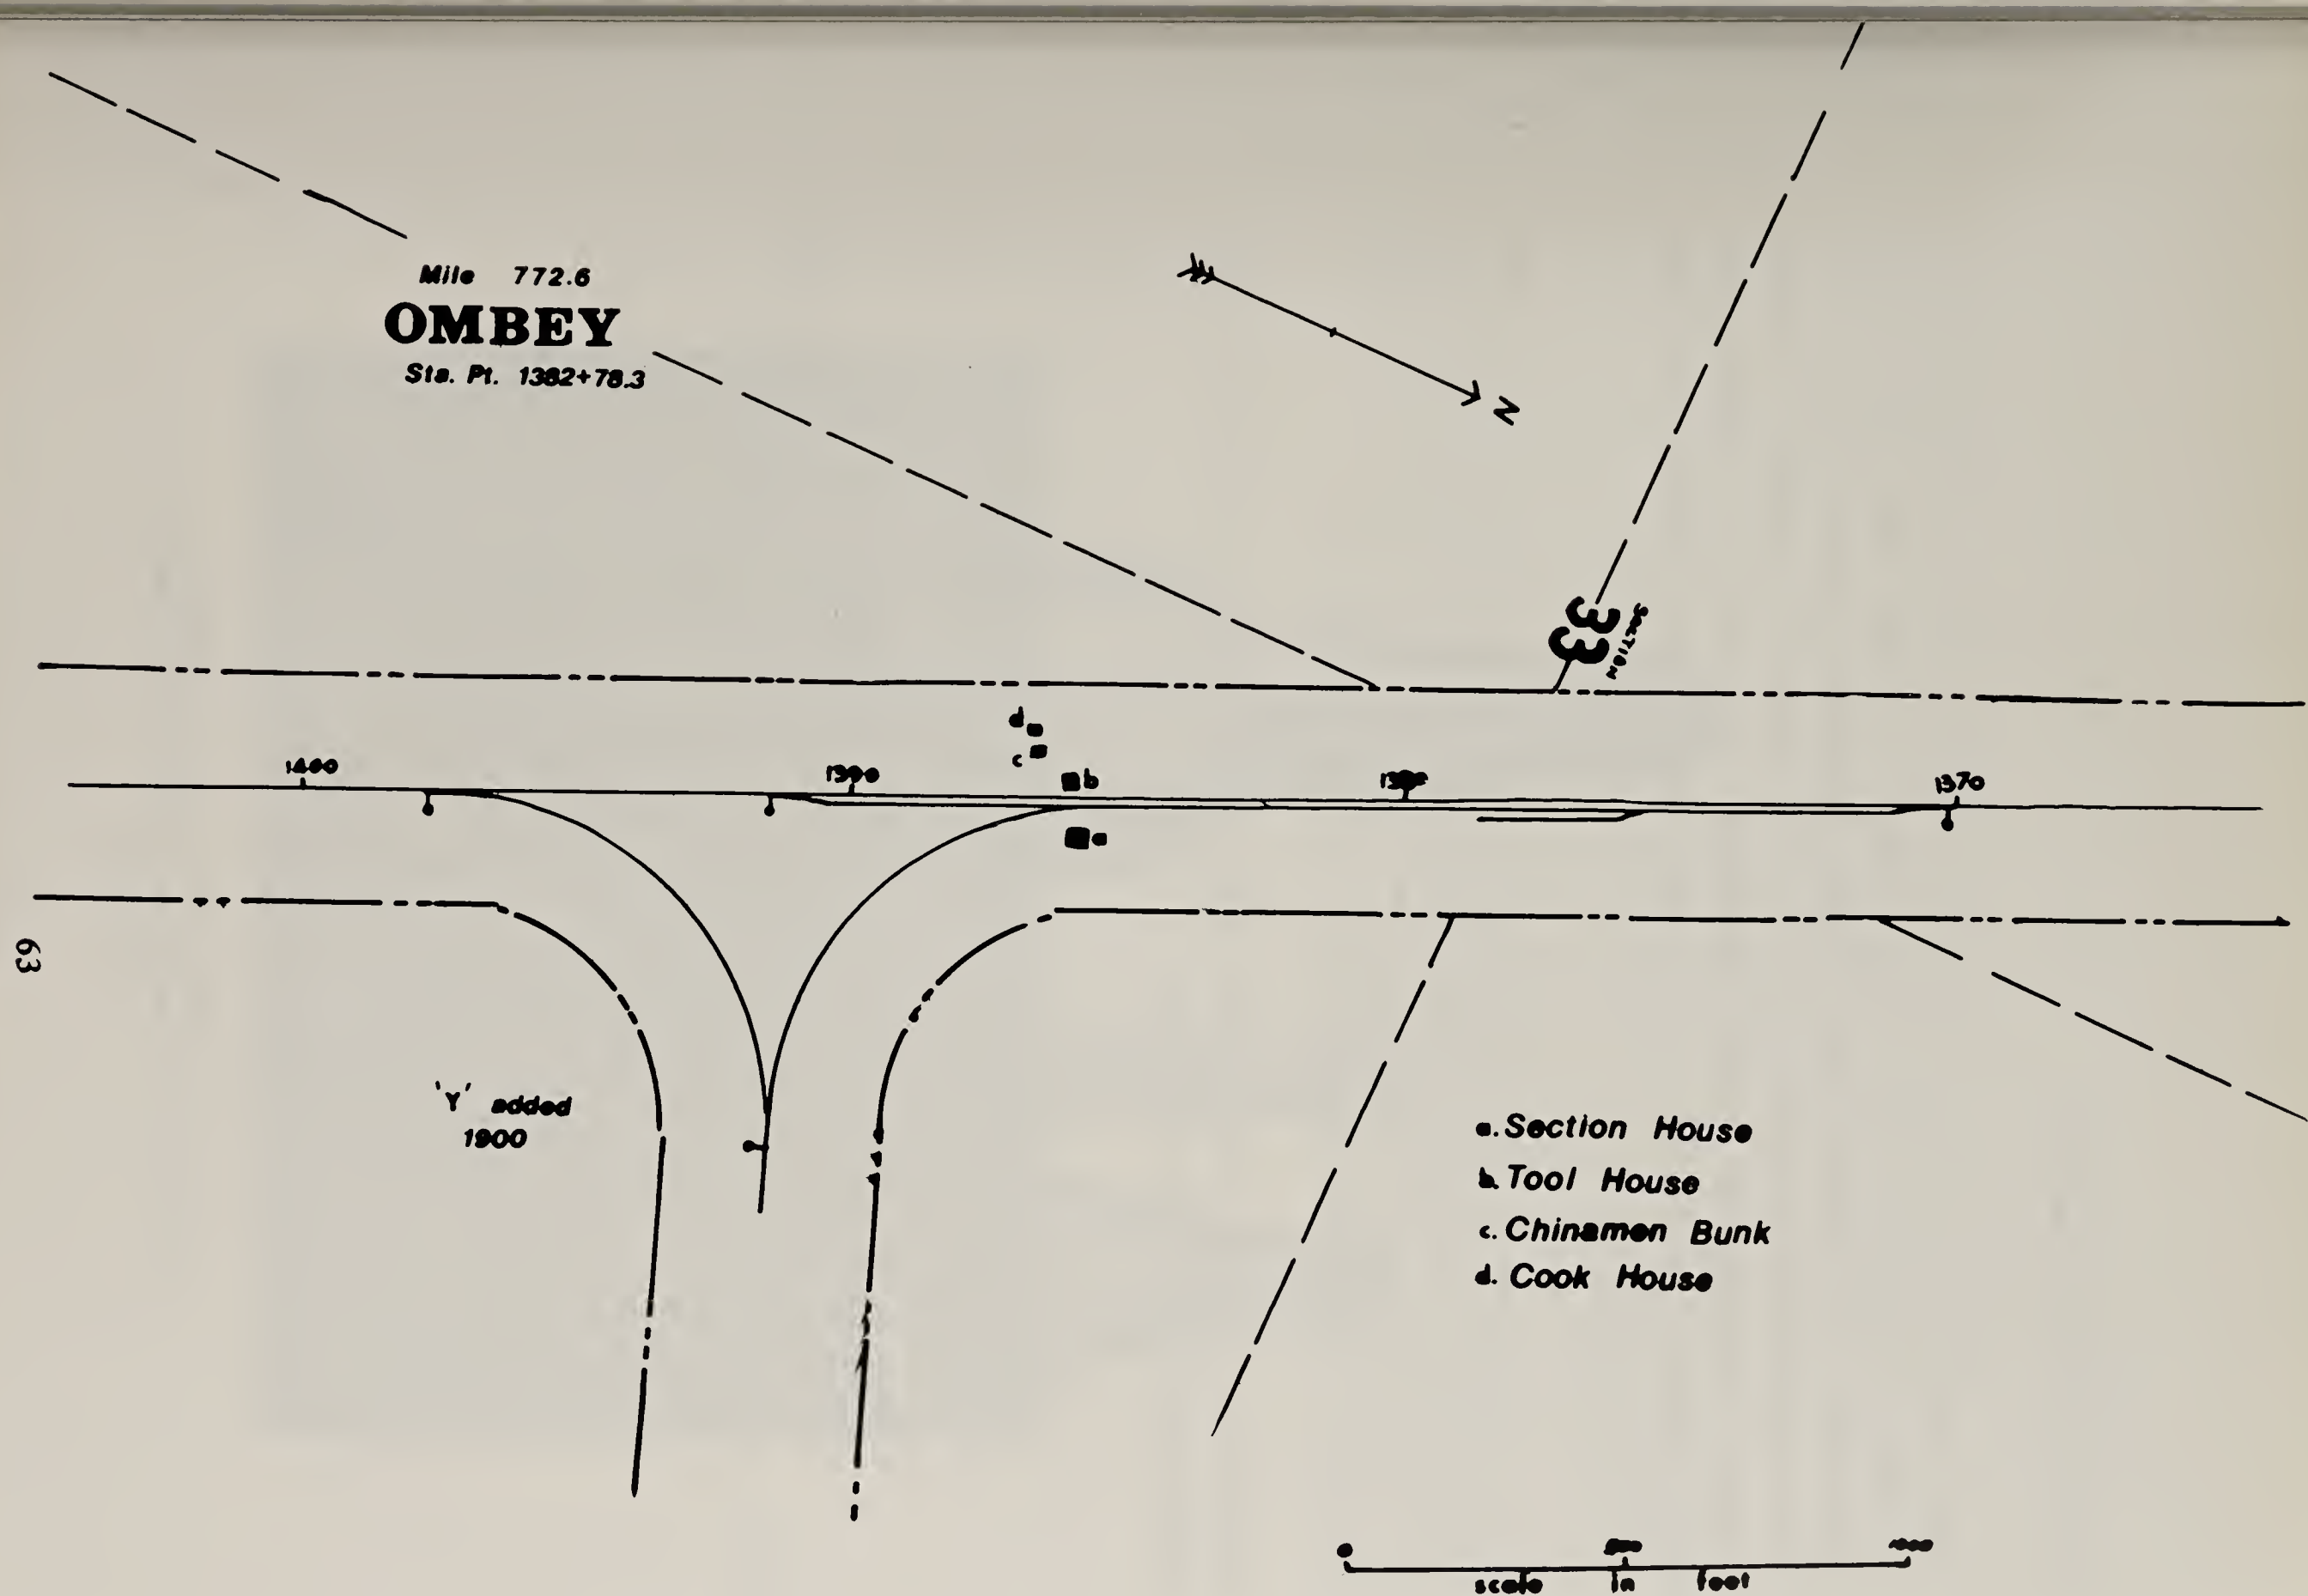 Mile 772.6
OMBEY
Sta. Pt. 1382+78.3
N
33
SECTION
d
c
b
1400
1390
1370
a
63
'Y' added
1900
a. Section House
b. Tool House
c. Chinamen Bunk
d. Cook House
0
scale in feet